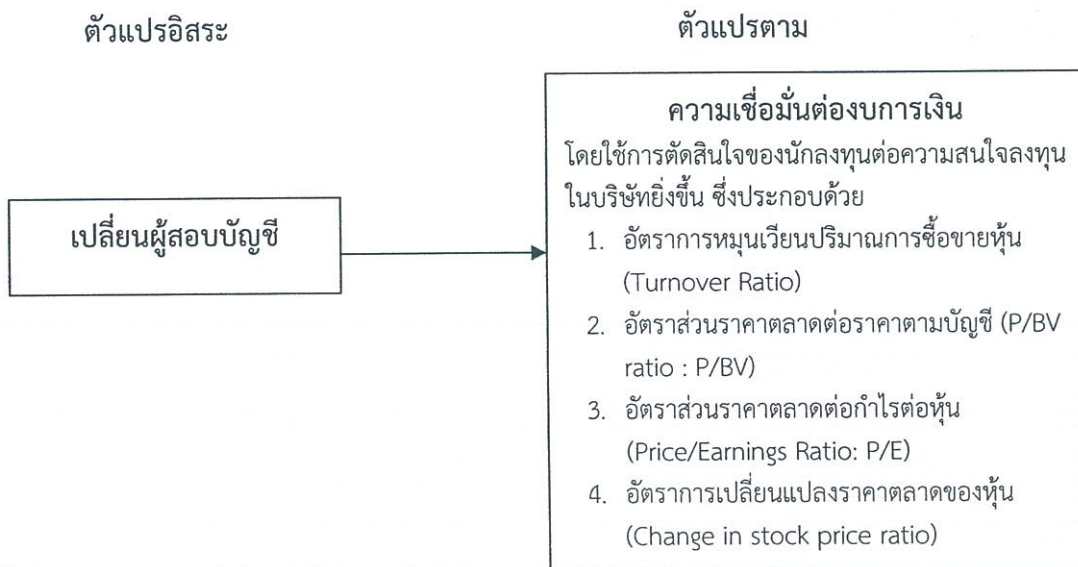 ตัวแปรอิสระ
ตัวแปรตาม
เปลี่ยนผู้สอบบัญชี
ความเชื่อมั่นต่องบการเงิน
โดยใช้การตัดสินใจของนักลงทุนต่อความสนใจลงทุน
ในบริษัทยิ่งขึ้น ซึ่งประกอบด้วย
1. อัตราการหมุนเวียนปริมาณการซื้อขายหุ้น
(Turnover Ratio)
2. อัตราส่วนราคาตลาดต่อราคาตามบัญชี (P/BV
ratio : P/BV)
3. อัตราส่วนราคาตลาดต่อกำไรต่อหุ้น
(Price/Earnings Ratio: P/E)
4. อัตราการเปลี่ยนแปลงราคาตลาดของหุ้น
(Change in stock price ratio)